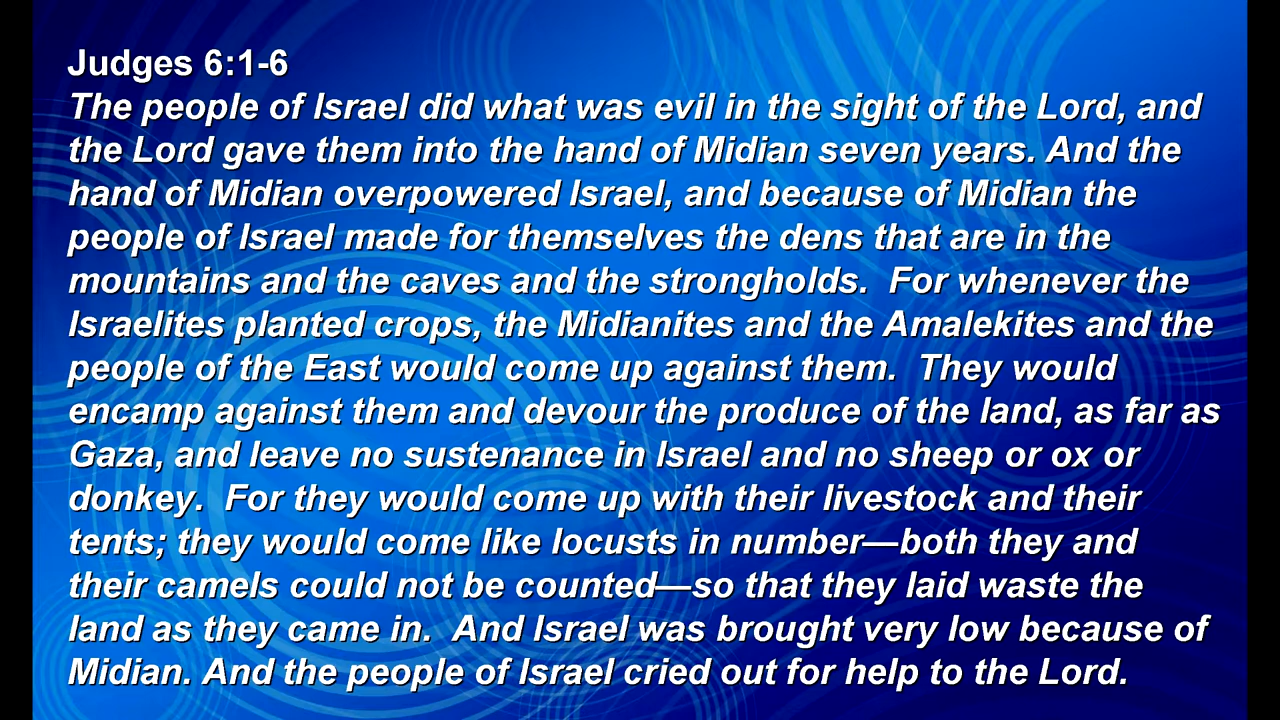 Judges 6:1-6
The people of Israel did what was evil in the sight of the Lord, and
the Lord gave them into the hand of Midian seven years. And the
hand of Midian overpowered Israel, and because of Midian the
people of Israel made for themselves the dens that are in the
mountains and the caves and the strongholds.  For whenever the
Israelites planted crops, the Midianites and the Amalekites and the
people of the East would come up against them.  They would
encamp against them and devour the produce of the land, as far as
Gaza, and leave no sustenance in Israel and no sheep or ox or
donkey.  For they would come up with their livestock and their
tents; they would come like locusts in number—both they and
their camels could not be counted—so that they laid waste the
land as they came in.  And Israel was brought very low because of
Midian. And the people of Israel cried out for help to the Lord.